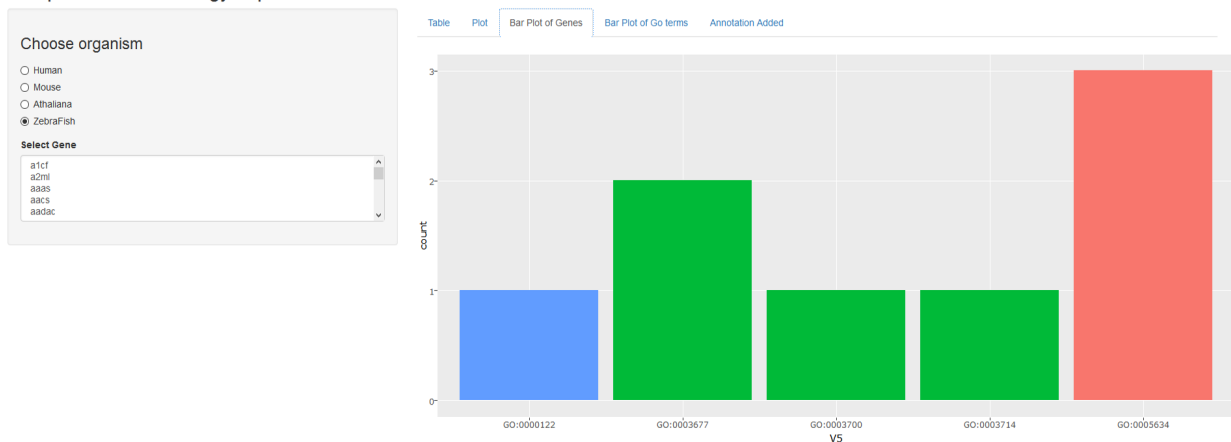 Choose organism
Human
Mouse
Athaliana
ZebraFish
Select Gene
a1cf
a2ml
aaas
aacs
aadac
Table Plot Bar Plot of Genes Bar Plot of Go terms Annotation Added
3
2
1
0
count
GO:0000122 GO:0003677 GO:0003700 GO:0003714 GO:0005634
V5